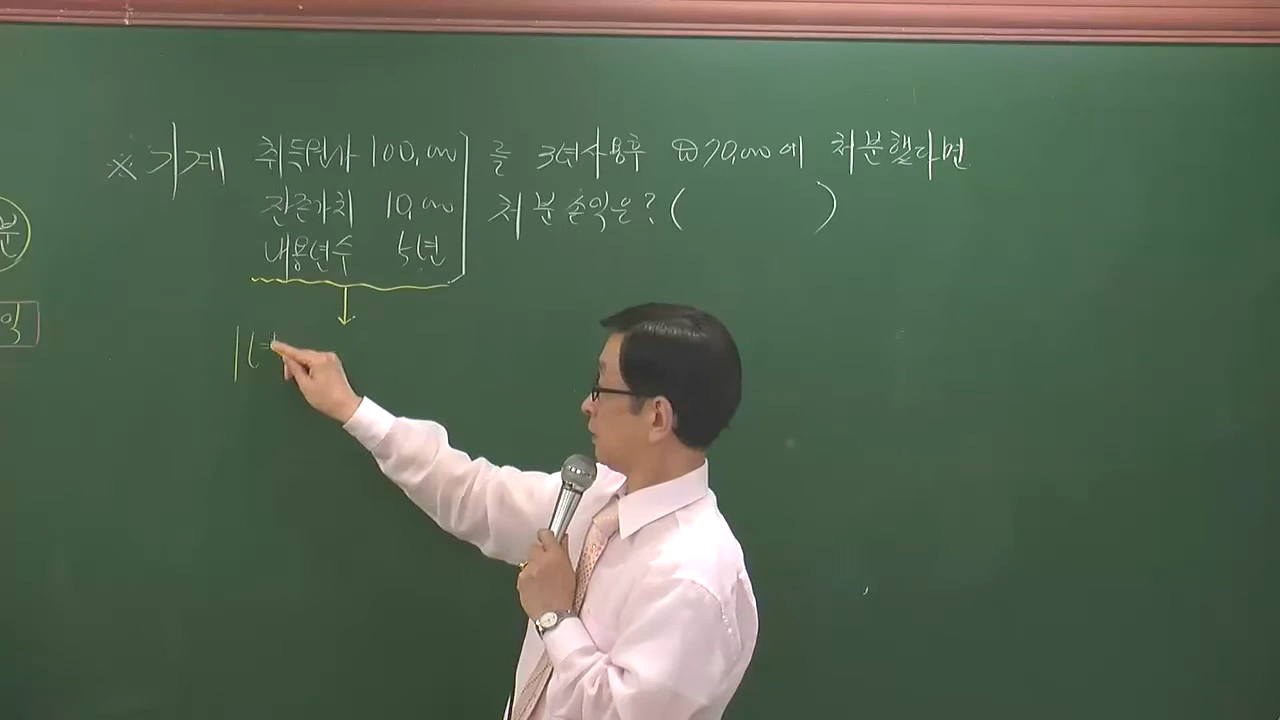 ※ 기계 취득원가 100,000 를 3년사용후 ₩70,000에 처분했다면
잔존가치 10,000 처분손익은? ( )
내용연수 5년
1년
분
익